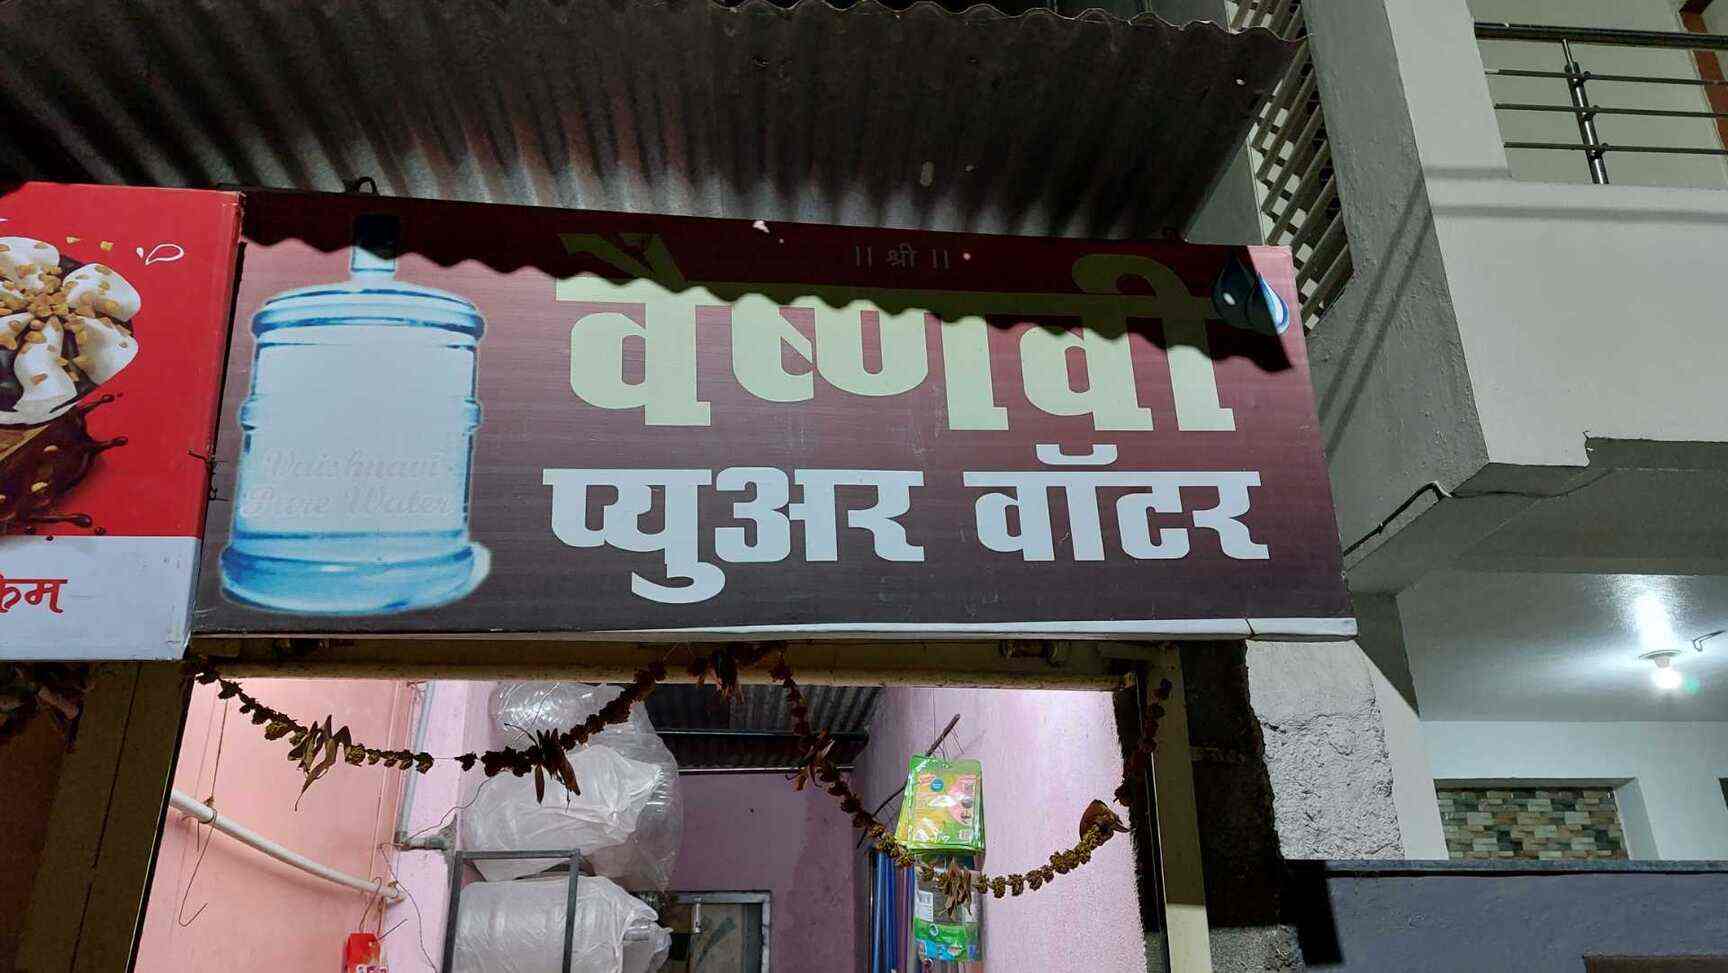 || श्री ||
वैष्णवी
प्युअर वॉटर
Vaishnavi
Pure Water